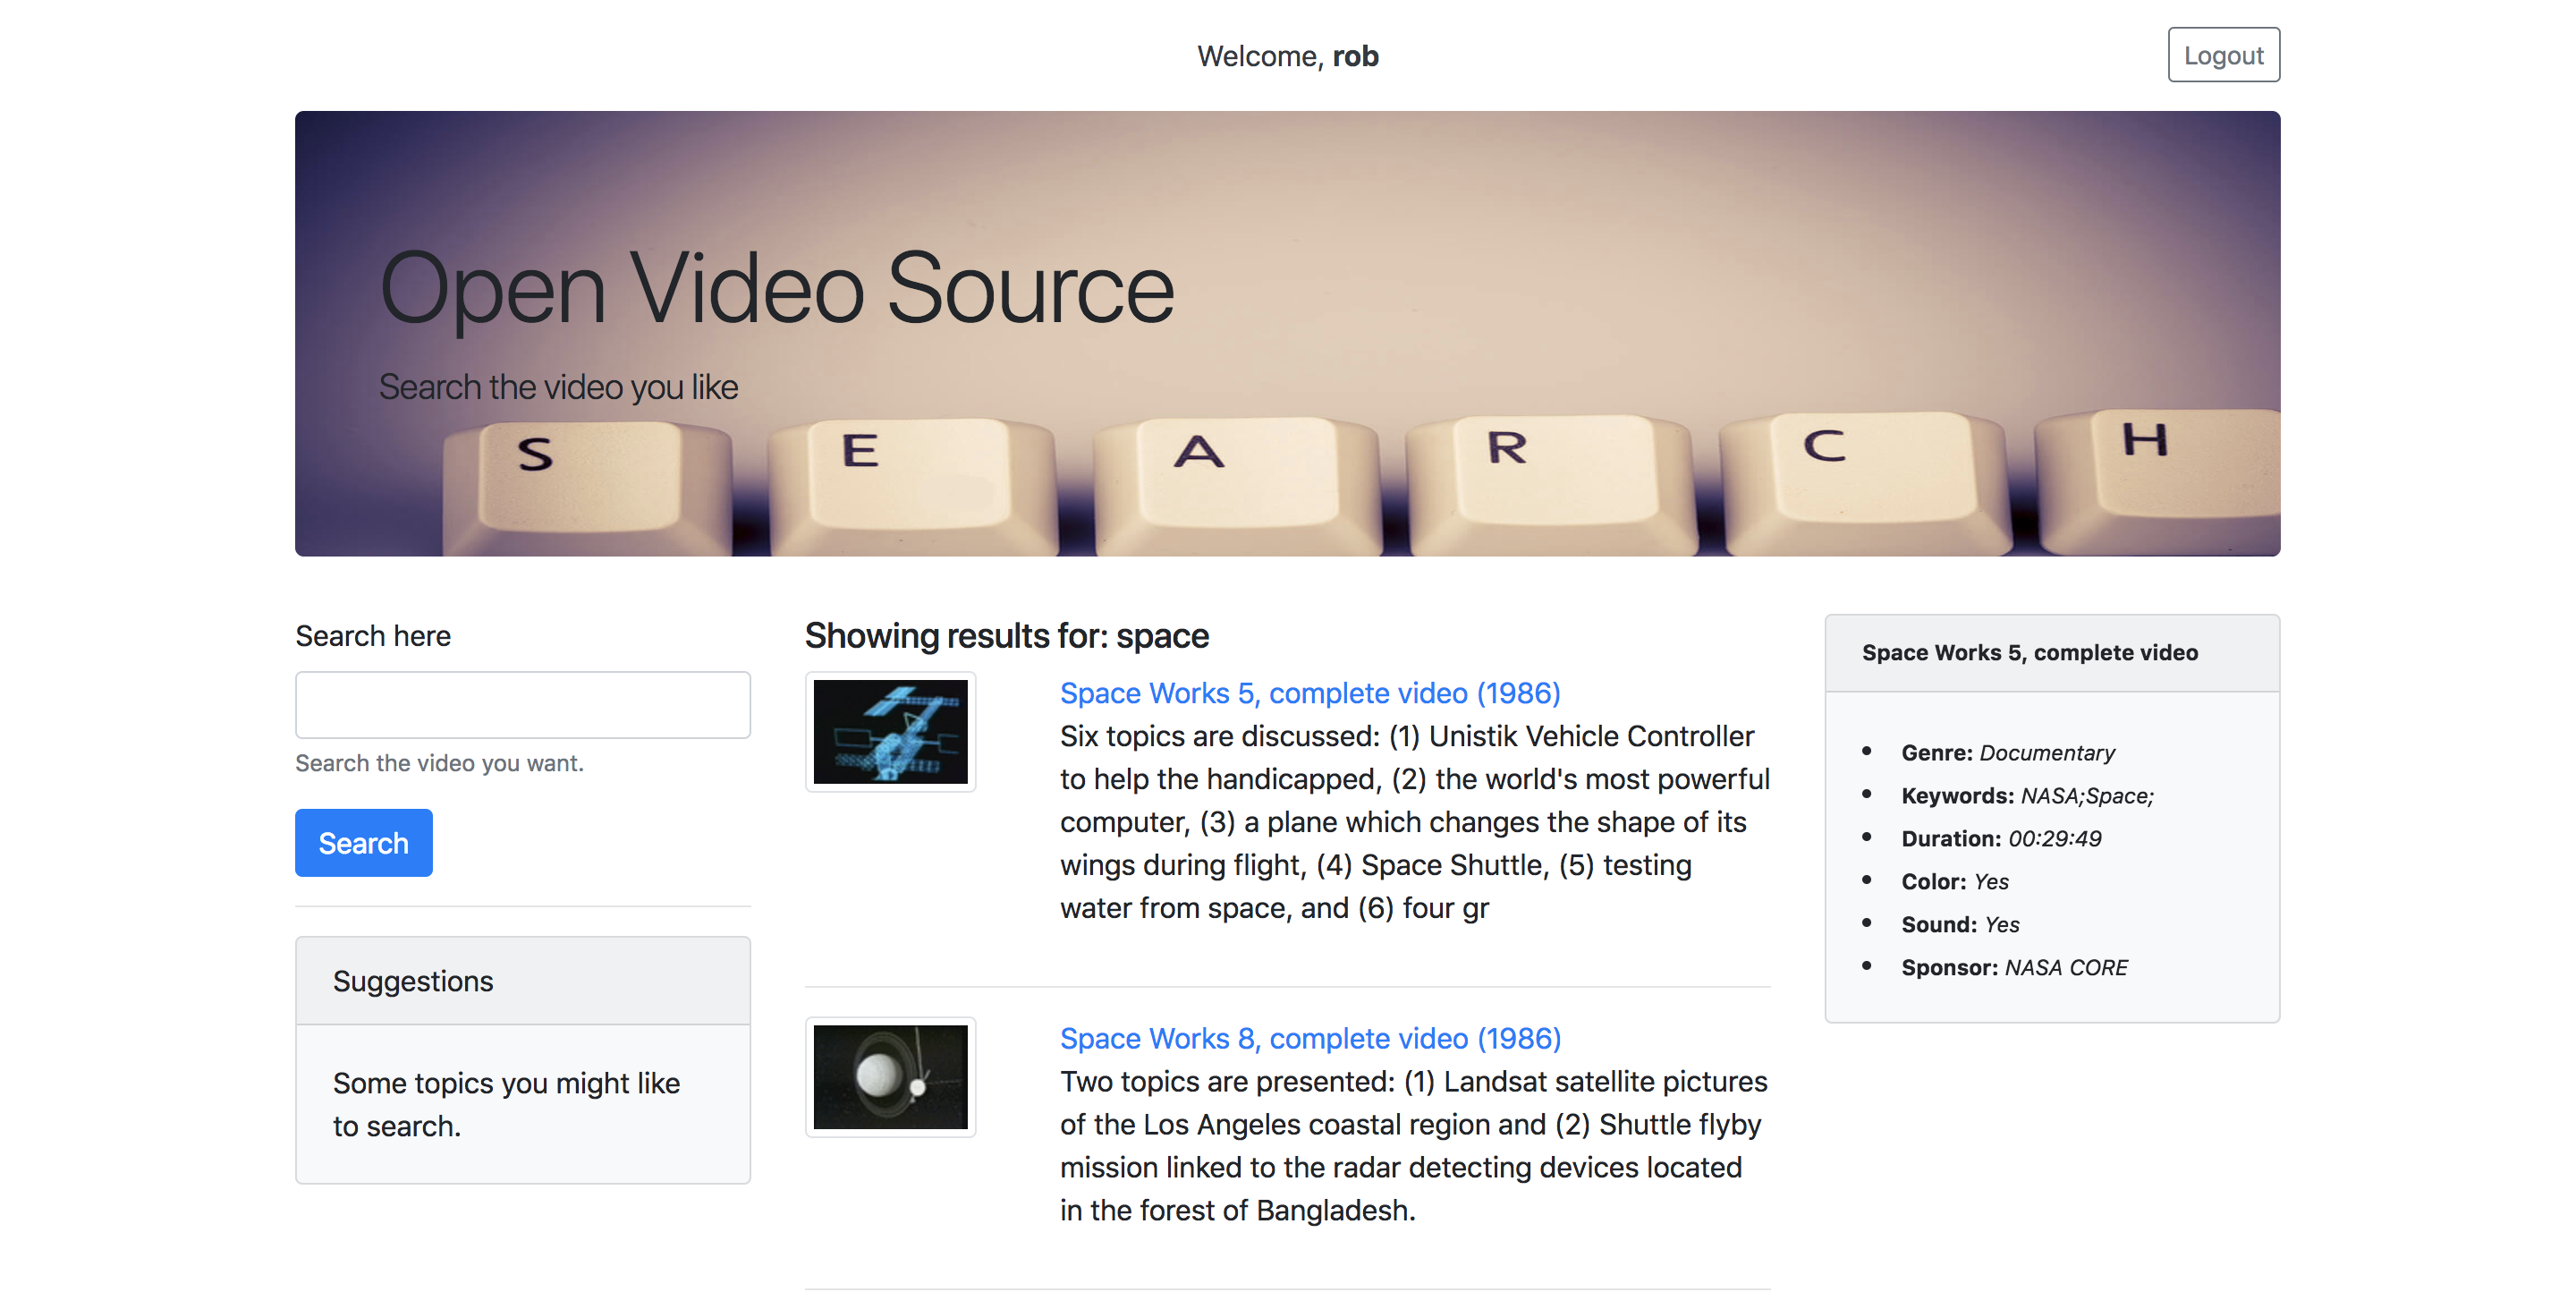 Welcome, rob
Logout
Open Video Source
Search the video you like
S E A R C H
Search here
Search the video you want.
Search
Suggestions
Some topics you might like
to search.
Showing results for: space
Space Works 5, complete video (1986)
Six topics are discussed: (1) Unistik Vehicle Controller
to help the handicapped, (2) the world's most powerful
computer, (3) a plane which changes the shape of its
wings during flight, (4) Space Shuttle, (5) testing
water from space, and (6) four gr
Space Works 8, complete video (1986)
Two topics are presented: (1) Landsat satellite pictures
of the Los Angeles coastal region and (2) Shuttle flyby
mission linked to the radar detecting devices located
in the forest of Bangladesh.
Space Works 5, complete video
Genre: Documentary
Keywords: NASA;Space;
Duration: 00:29:49
Color: Yes
Sound: Yes
Sponsor: NASA CORE